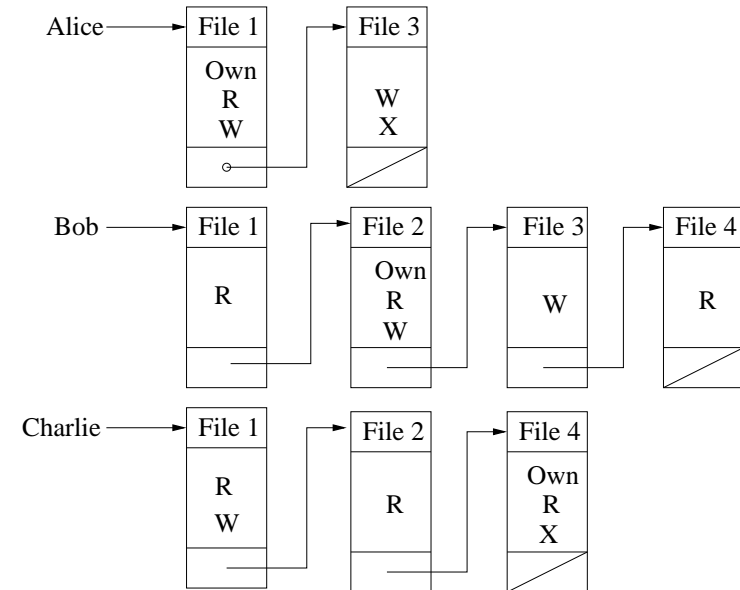 Alice
File 1
Own
R
W
File 3
W
X
Bob
File 1
R
File 2
Own
R
W
File 3
W
File 4
R
Charlie
File 1
R
W
File 2
R
File 4
Own
R
X